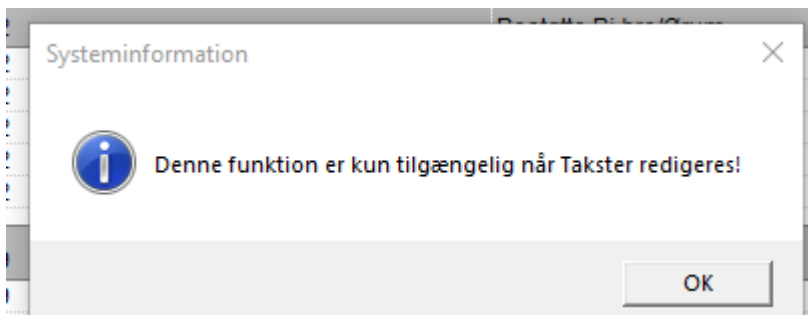 Systeminformation
Denne funktion er kun tilgængelig når Takster redigeres!
OK